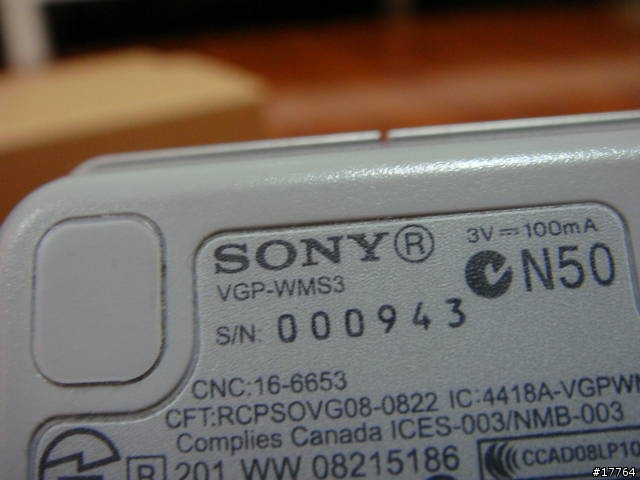 SONY® 3V⎓100mA
VGP-WMS3 N50
S/N: 000943
CNC:16-6653
CFT:RCPSOVG08-0822 IC:4418A-VGPWM
Complies Canada ICES-003/NMB-003
R 201 WW 08215186 CCAD08LP10
#17764